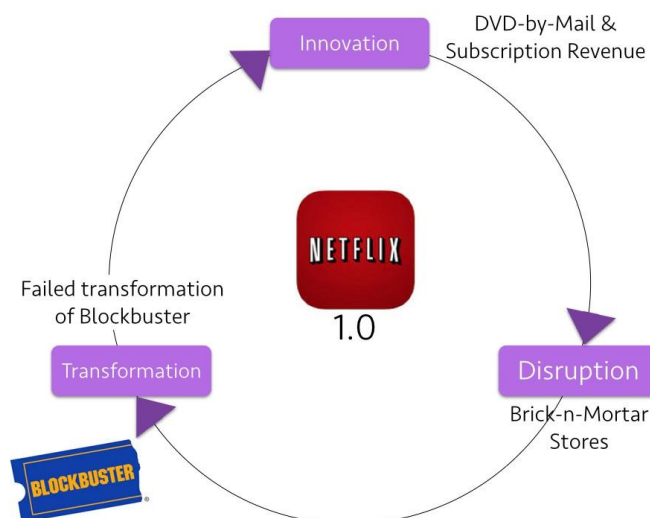 Innovation
DVD-by-Mail &
Subscription Revenue
NETFLIX
1.0
Failed transformation
of Blockbuster
Transformation
Disruption
Brick-n-Mortar
Stores
BLOCKBUSTER
®